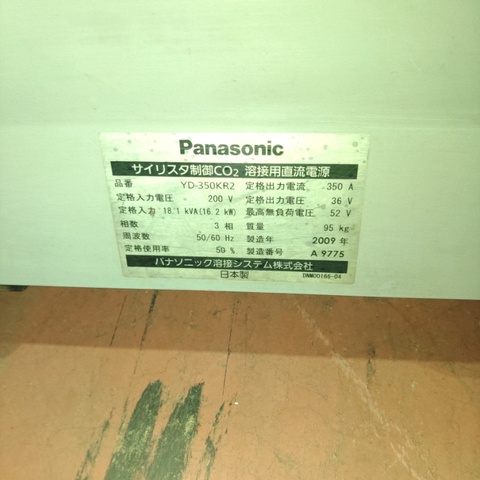 Panasonic
サイリスタ制御CO₂ 溶接用直流電源
品番 YD-350KR2 定格出力電流 350 A
定格入力電圧 200 V 定格出力電圧 36 V
定格入力 18.1 kVA(16.2 kW) 最高無負荷電圧 52 V
相数 3 相 質量 95 kg
周波数 50/60 Hz 製造年 2009 年
定格使用率 50 % 製造番号 A 9775
パナソニック溶接システム株式会社
日本製 DNM00166-04